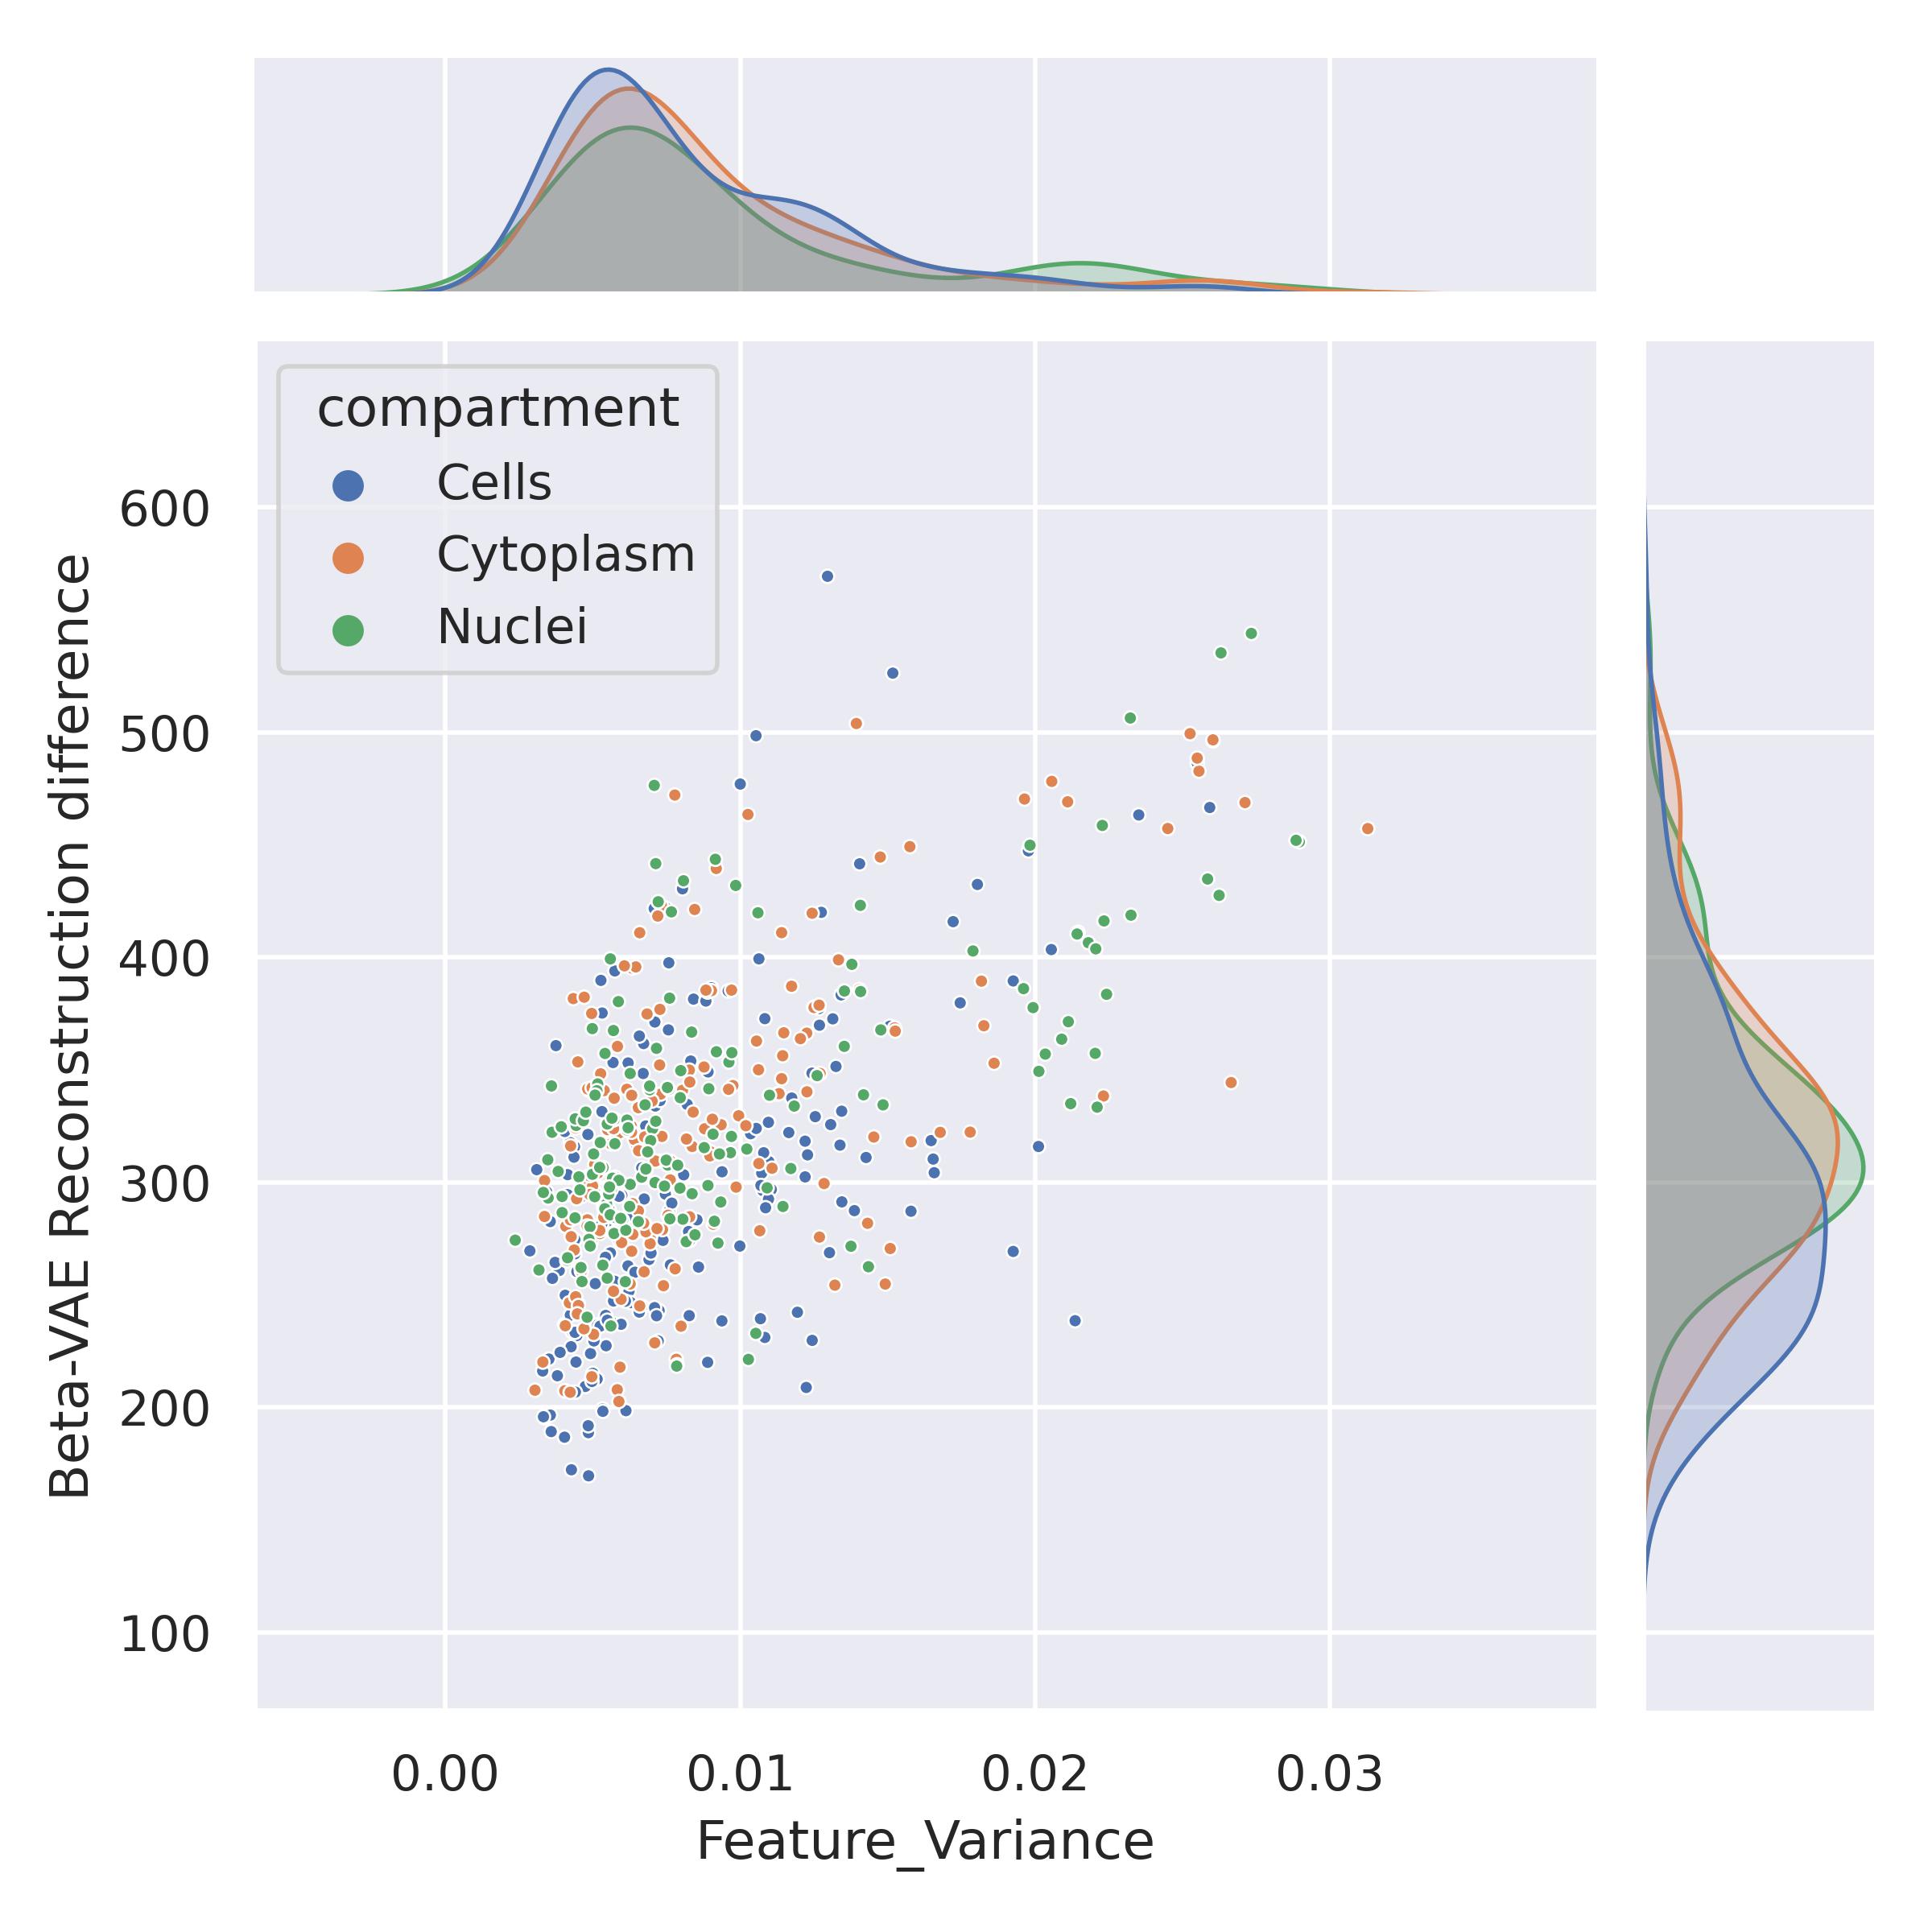 compartment
Cells
Cytoplasm
Nuclei
Beta-VAE Reconstruction difference
600
500
400
300
200
100
0.00 0.01 0.02 0.03
Feature_Variance